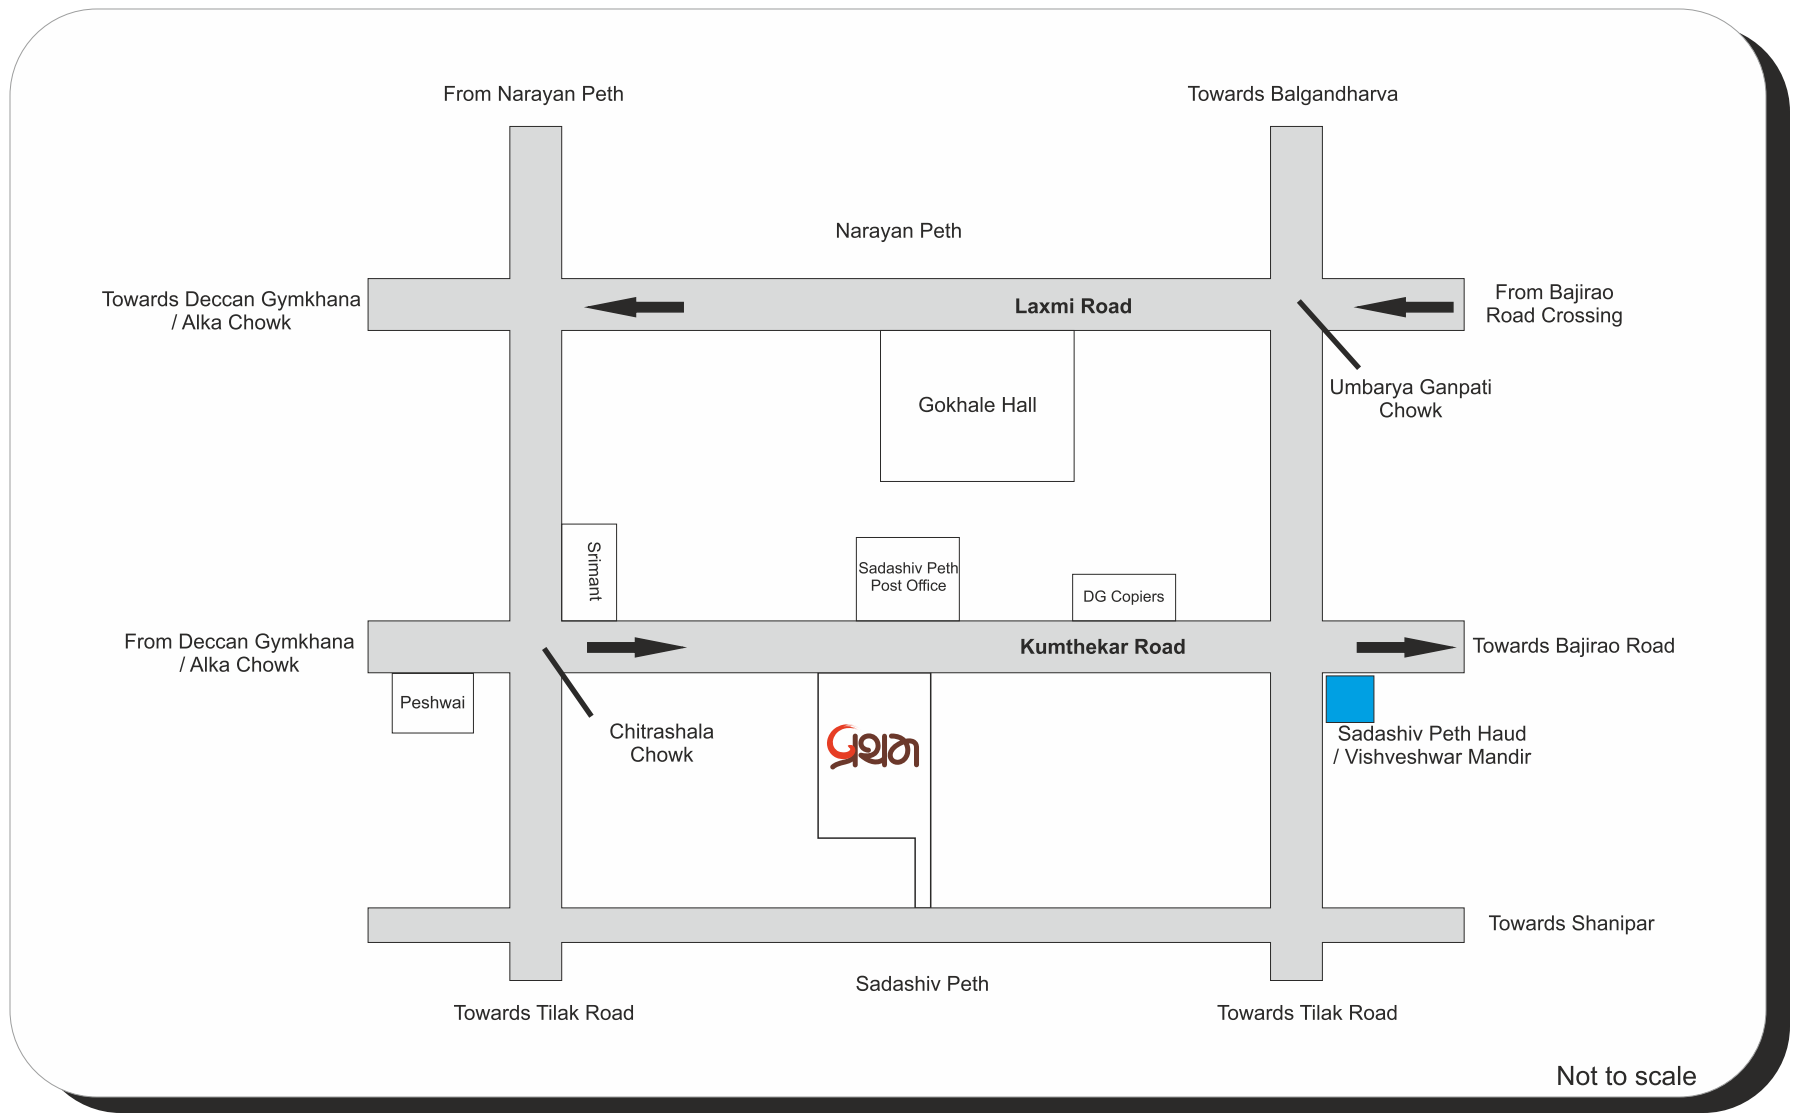 From Narayan Peth
Towards Balgandharva
Narayan Peth
Towards Deccan Gymkhana
/ Alka Chowk
Laxmi Road
From Bajirao
Road Crossing
Gokhale Hall
Umbarya Ganpati
Chowk
Srimant
Sadashiv Peth
Post Office
DG Copiers
From Deccan Gymkhana
/ Alka Chowk
Kumthekar Road
Towards Bajirao Road
Peshwai
Chitrashala
Chowk
प्रथम
Sadashiv Peth Haud
/ Vishveshwar Mandir
Towards Shanipar
Sadashiv Peth
Towards Tilak Road
Towards Tilak Road
Not to scale